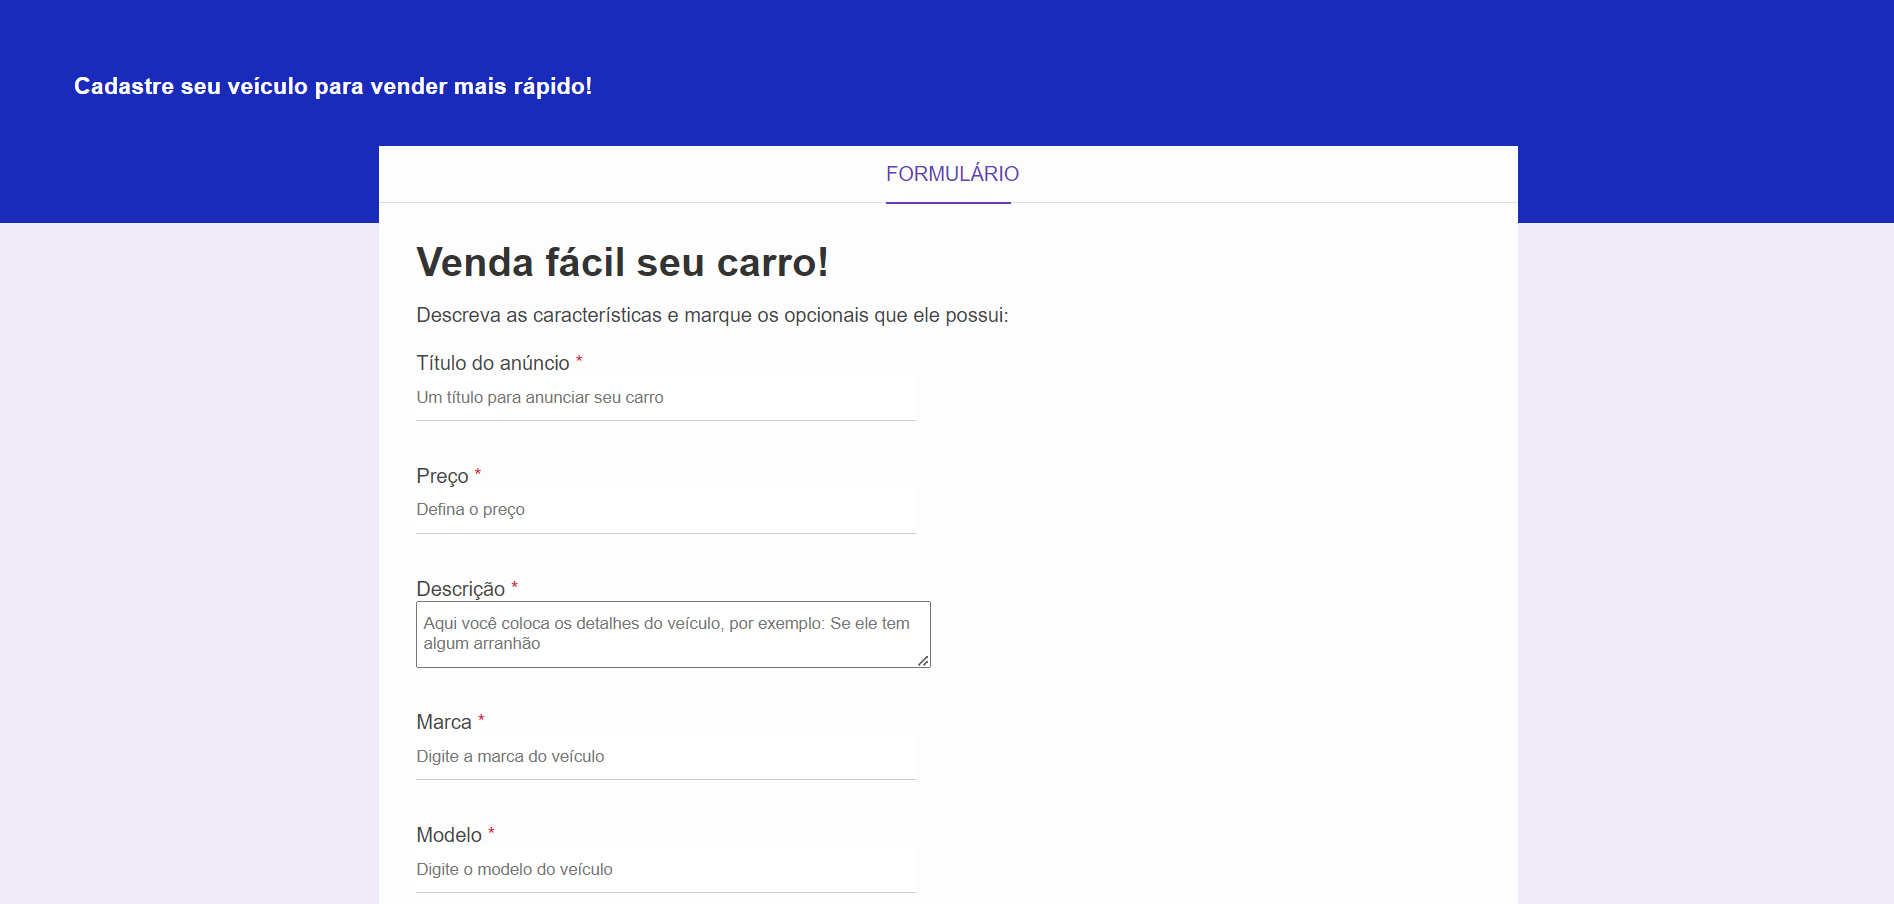 Cadastre seu veículo para vender mais rápido!
FORMULÁRIO
Venda fácil seu carro!
Descreva as características e marque os opcionais que ele possui:
Título do anúncio *
Um título para anunciar seu carro
Preço *
Defina o preço
Descrição *
Aqui você coloca os detalhes do veículo, por exemplo: Se ele tem
algum arranhão
Marca *
Digite a marca do veículo
Modelo *
Digite o modelo do veículo